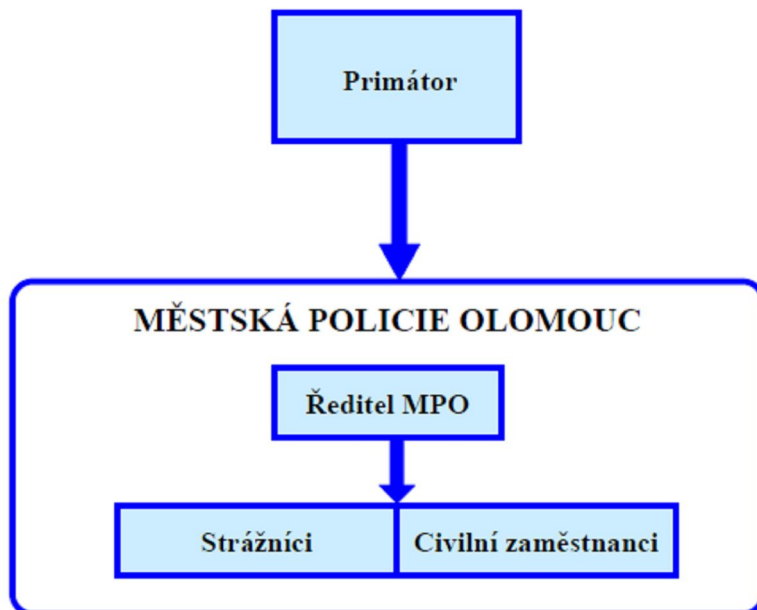 Primátor
MĚSTSKÁ POLICIE OLOMOUC
Ředitel MPO
Strážníci
Civilní zaměstnanci